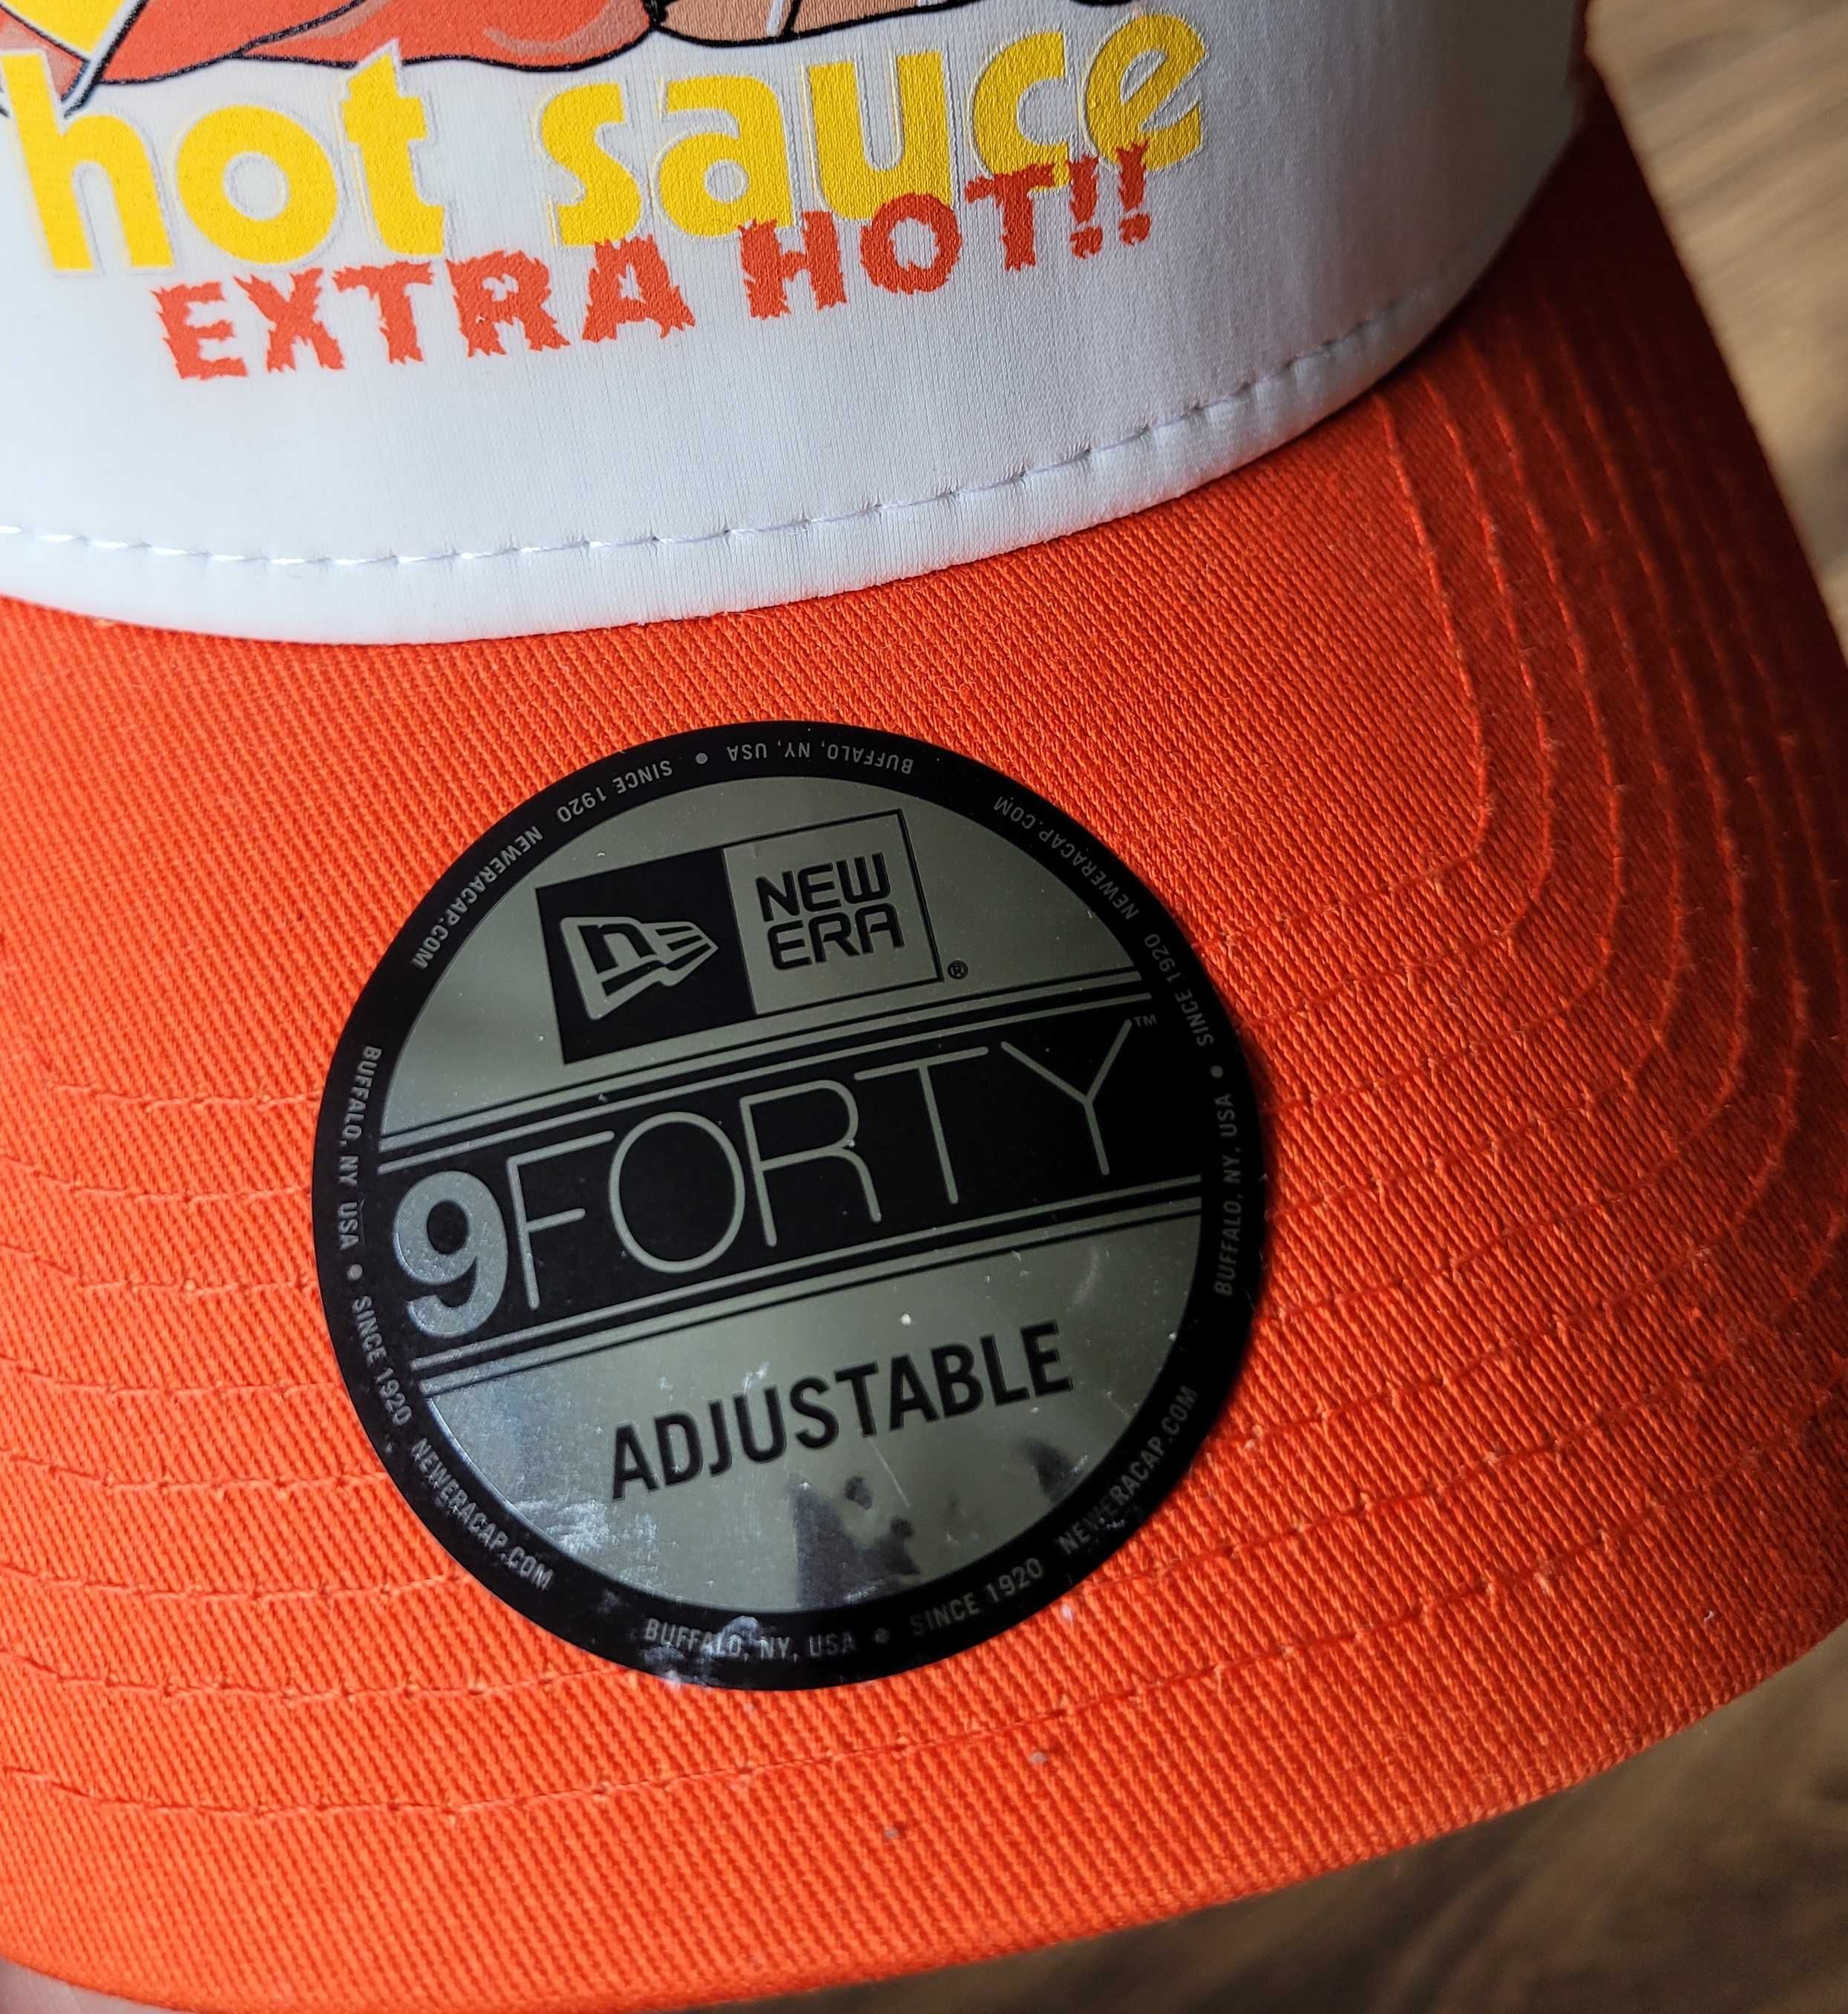 hot sauce
EXTRA HOT!!
NEW
ERA
®
9FORTY™
ADJUSTABLE
BUFFALO, NY, USA • SINCE 1920 NEWERACAP.COM
BUFFALO, NY, USA • SINCE 1920 NEWERACAP.COM
BUFFALO, NY, USA • SINCE 1920 NEWERACAP.COM
BUFFALO, NY USA • SINCE 1920 NEWERACAP.COM